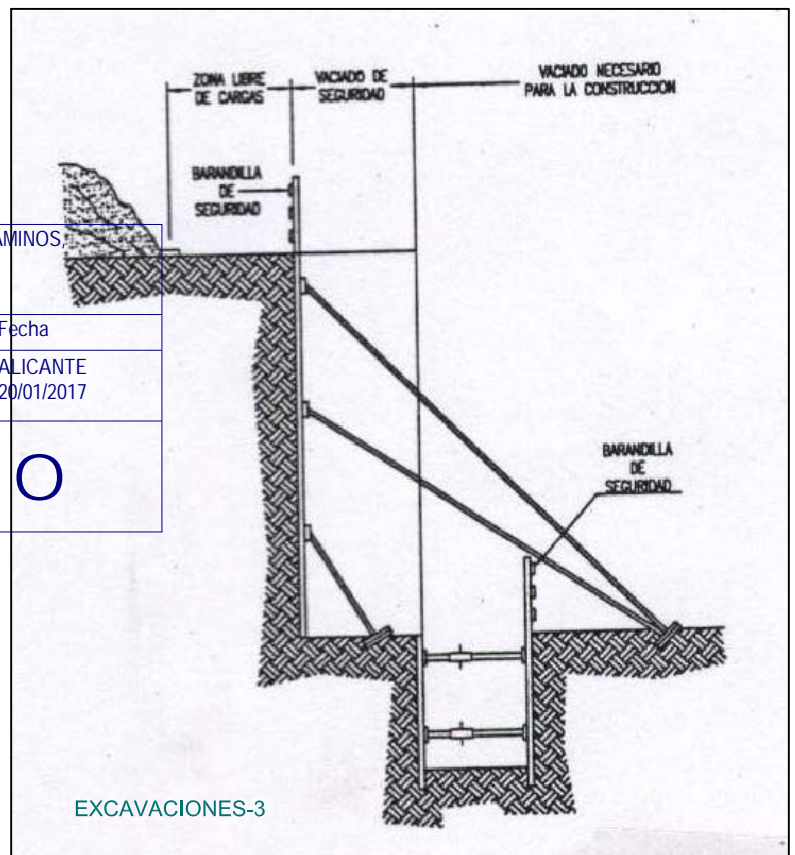 ZONA LIBRE
DE CARGAS
VACIADO DE
SEGURIDAD
VACIADO NECESARIO
PARA LA CONSTRUCCION
BARANDILLA
DE
SEGURIDAD
AMINOS,
Fecha
ALICANTE
20/01/2017
O
BARANDILLA
DE
SEGURIDAD
EXCAVACIONES-3